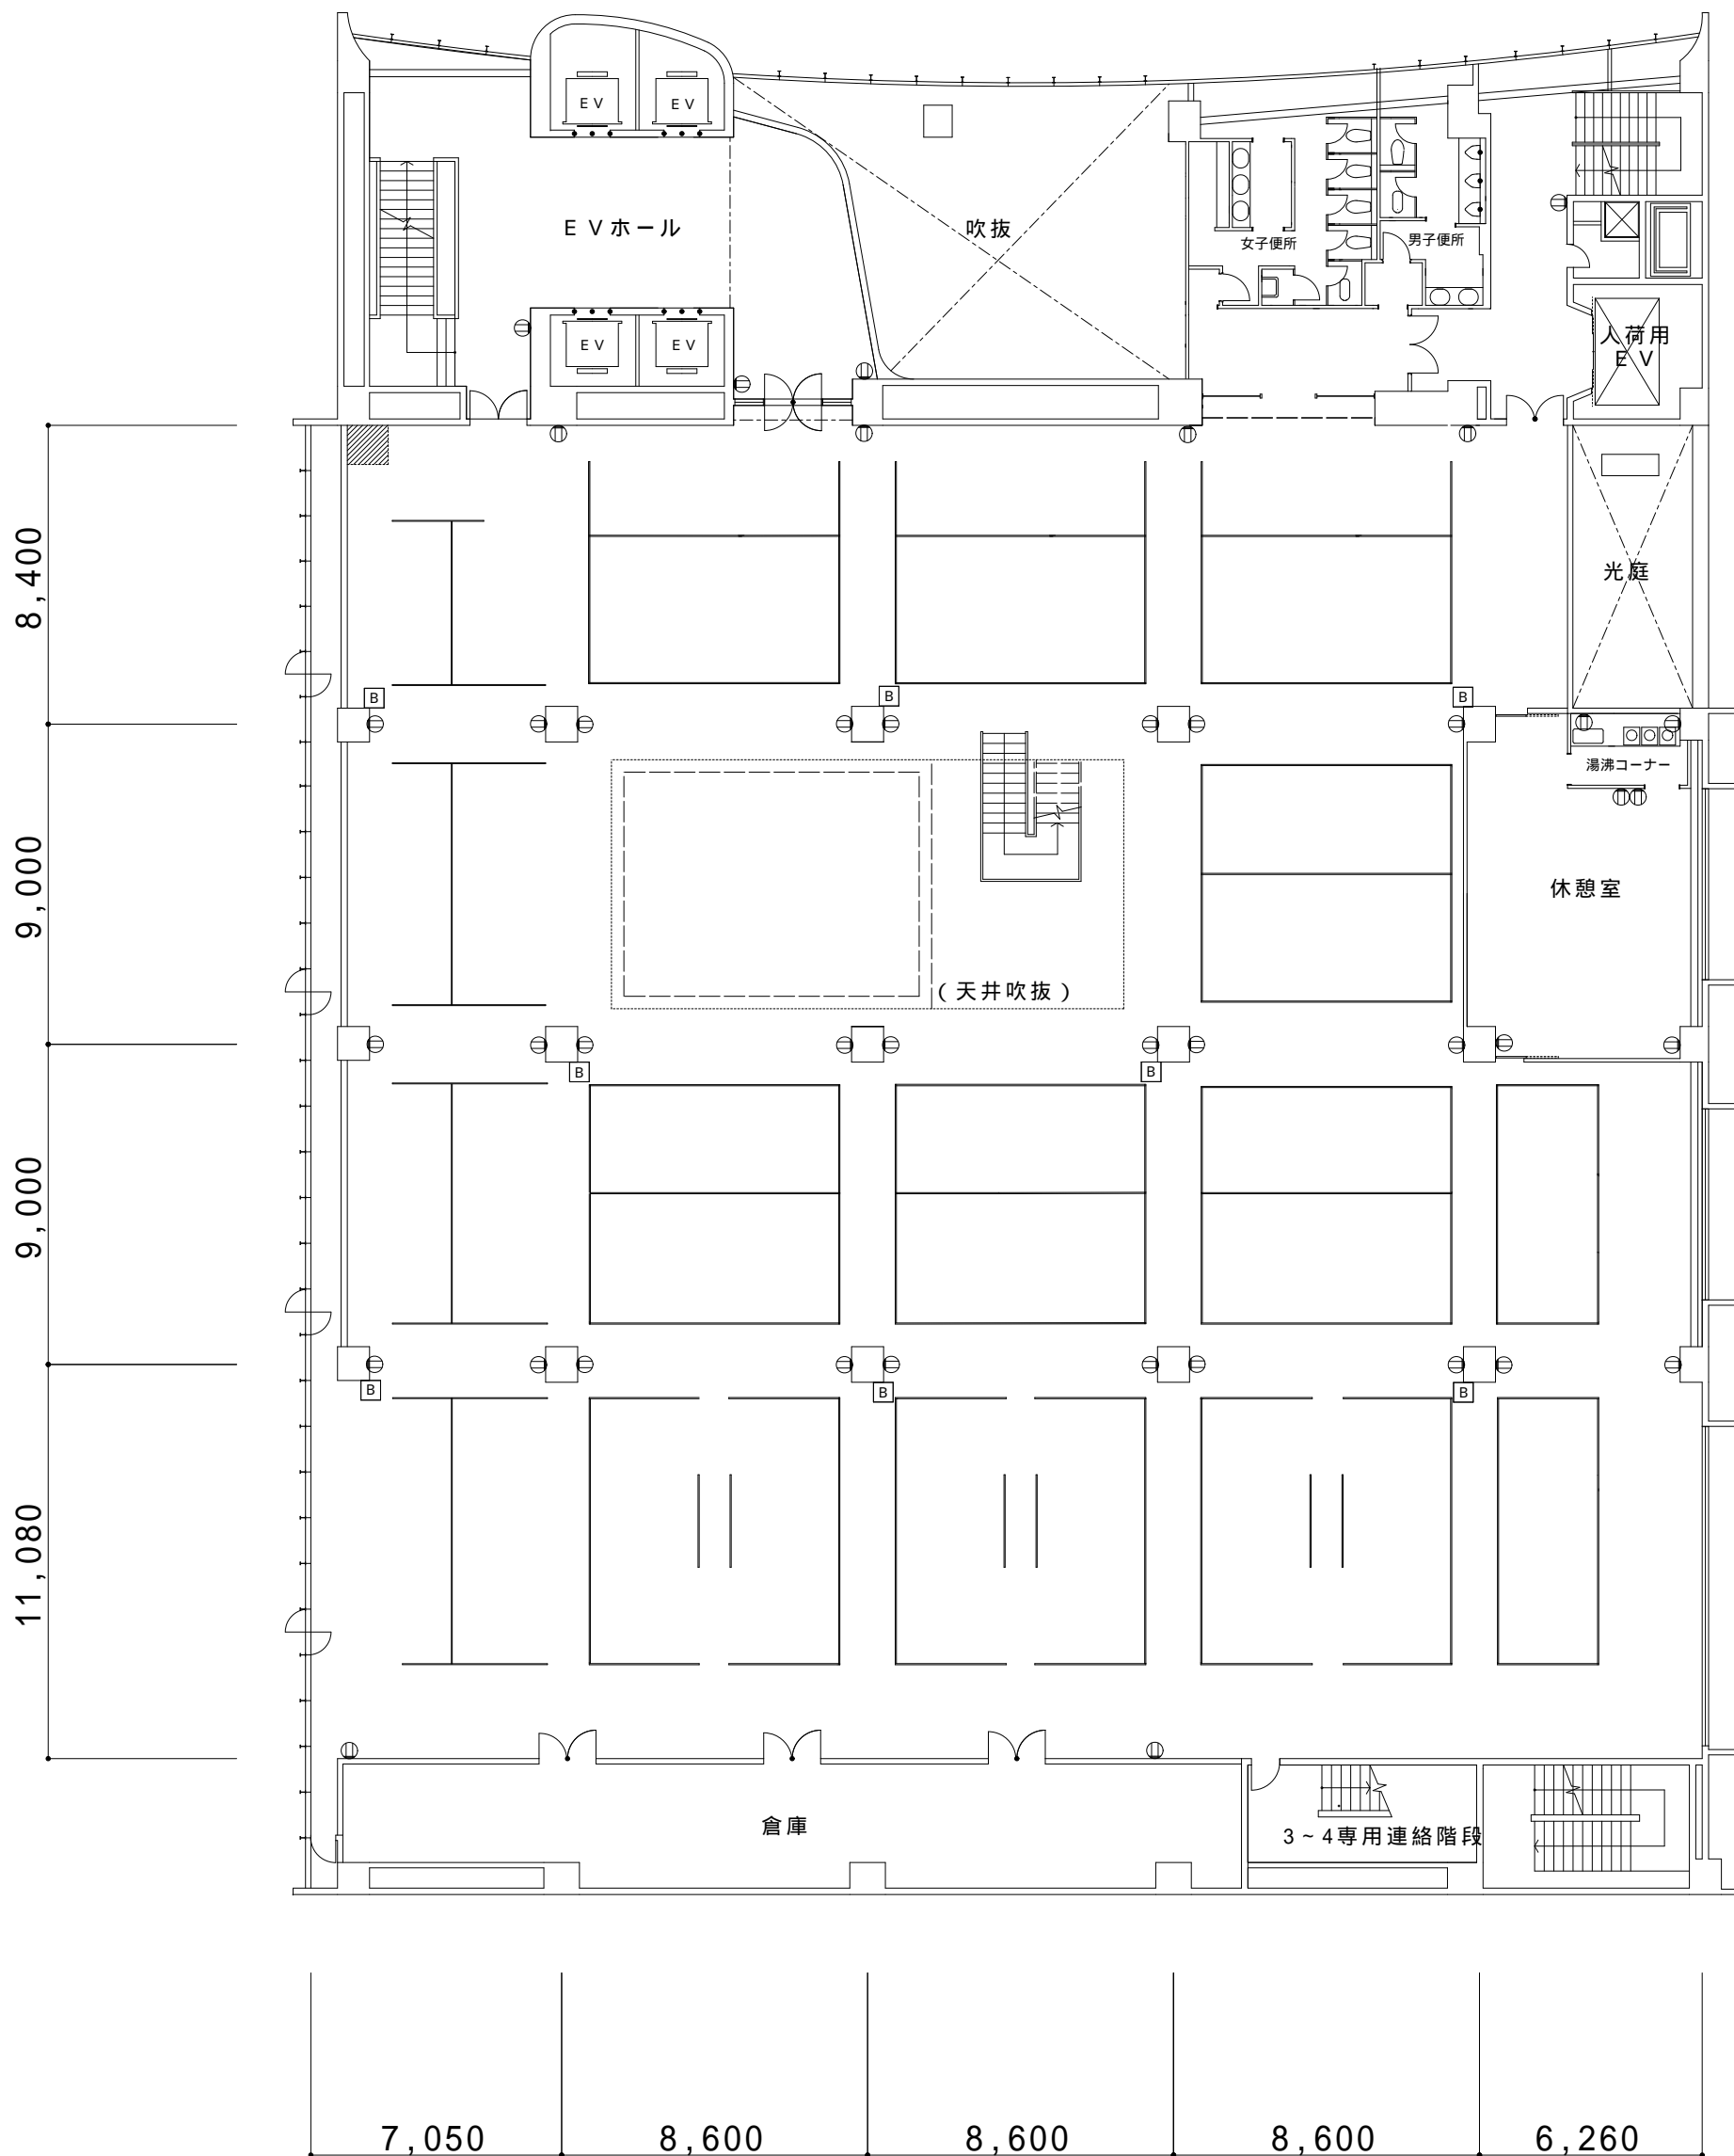 EV
EV
EVホール
吹抜
女子便所
男子便所
EV
EV
人荷用
EV
8,400
光庭
B
B
B
湯沸コーナー
9,000
休憩室
(天井吹抜)
B
B
9,000
B
B
B
11,080
倉庫
3~4専用連絡階段
7,050
8,600
8,600
8,600
6,260